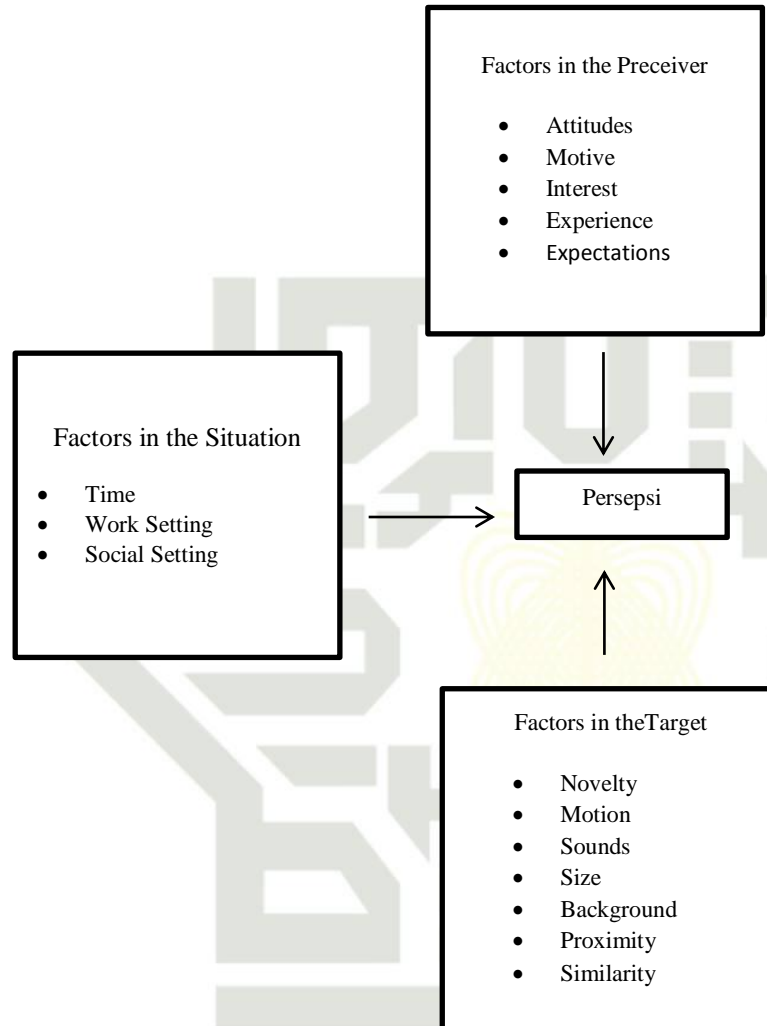 Factors in the Preceiver
• Attitudes
• Motive
• Interest
• Experience
• Expectations
Factors in the Situation
• Time
• Work Setting
• Social Setting
Persepsi
Factors in theTarget
• Novelty
• Motion
• Sounds
• Size
• Background
• Proximity
• Similarity